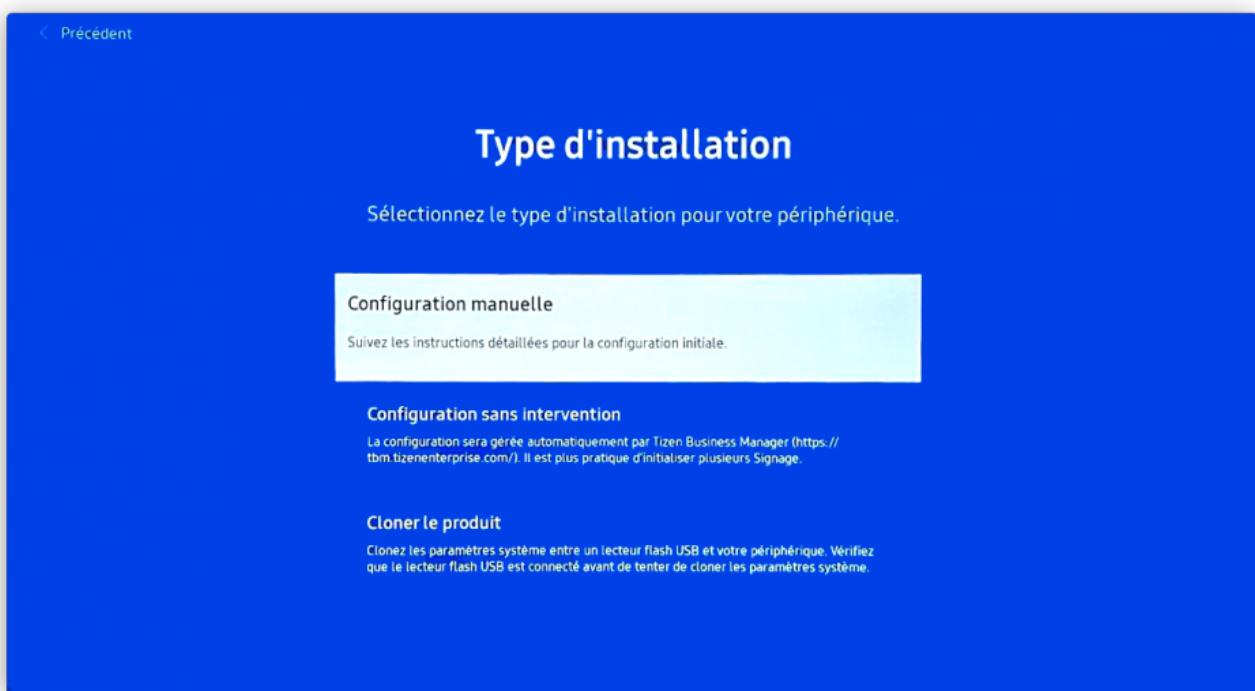 Précédent
Type d'installation
Sélectionnez le type d'installation pour votre périphérique.
Configuration manuelle
Suivez les instructions détaillées pour la configuration initiale.
Configuration sans intervention
La configuration sera gérée automatiquement par Tizen Business Manager (https://
tbm.tizenenterprise.com/). Il est plus pratique d'initialiser plusieurs Signage.
Cloner le produit
Clonez les paramètres système entre un lecteur flash USB et votre périphérique. Vérifiez
que le lecteur flash USB est connecté avant de tenter de cloner les paramètres système.